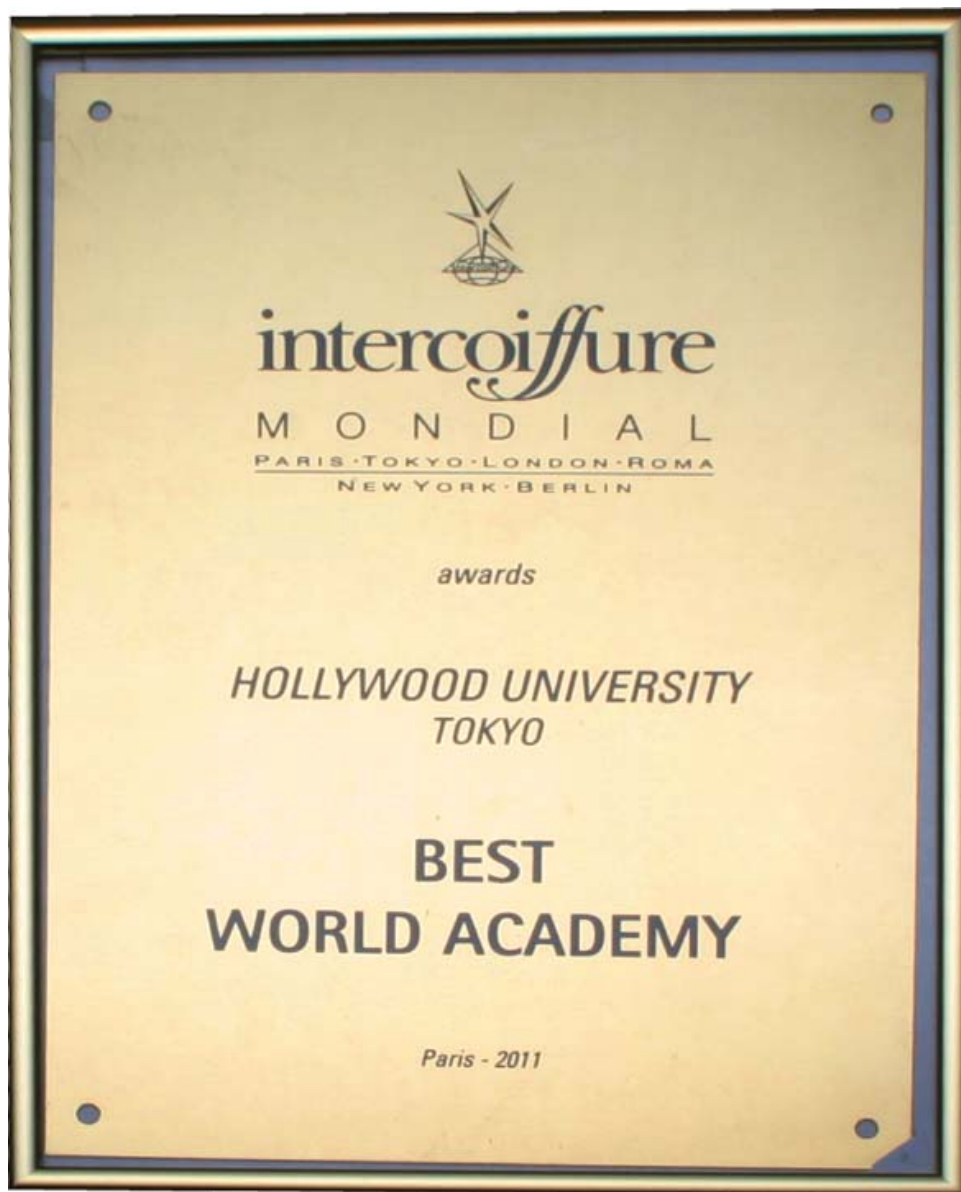 intercoiffure
MONDIAL
PARIS·TOKYO·LONDON·ROMA
NEW YORK·BERLIN
awards
HOLLYWOOD UNIVERSITY
TOKYO
BEST
WORLD ACADEMY
Paris - 2011